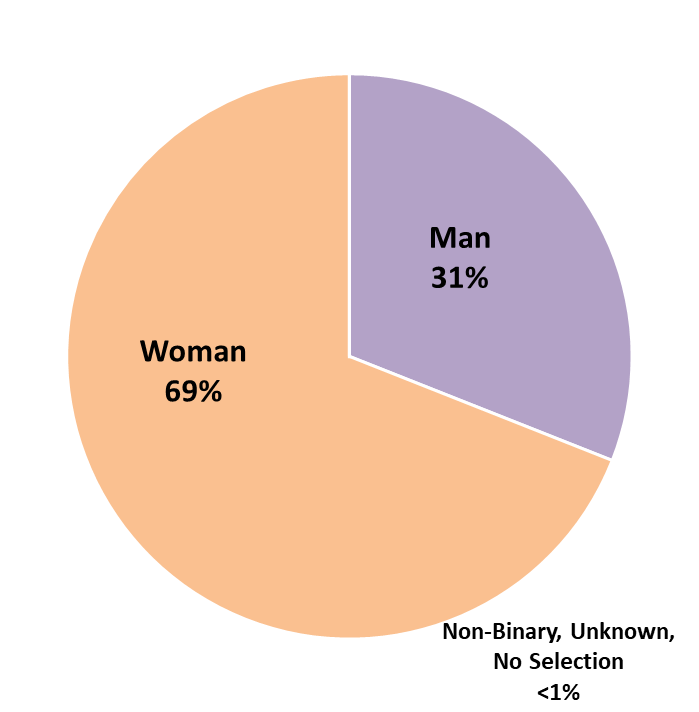 Man
31%
Woman
69%
Non-Binary, Unknown,
No Selection
<1%